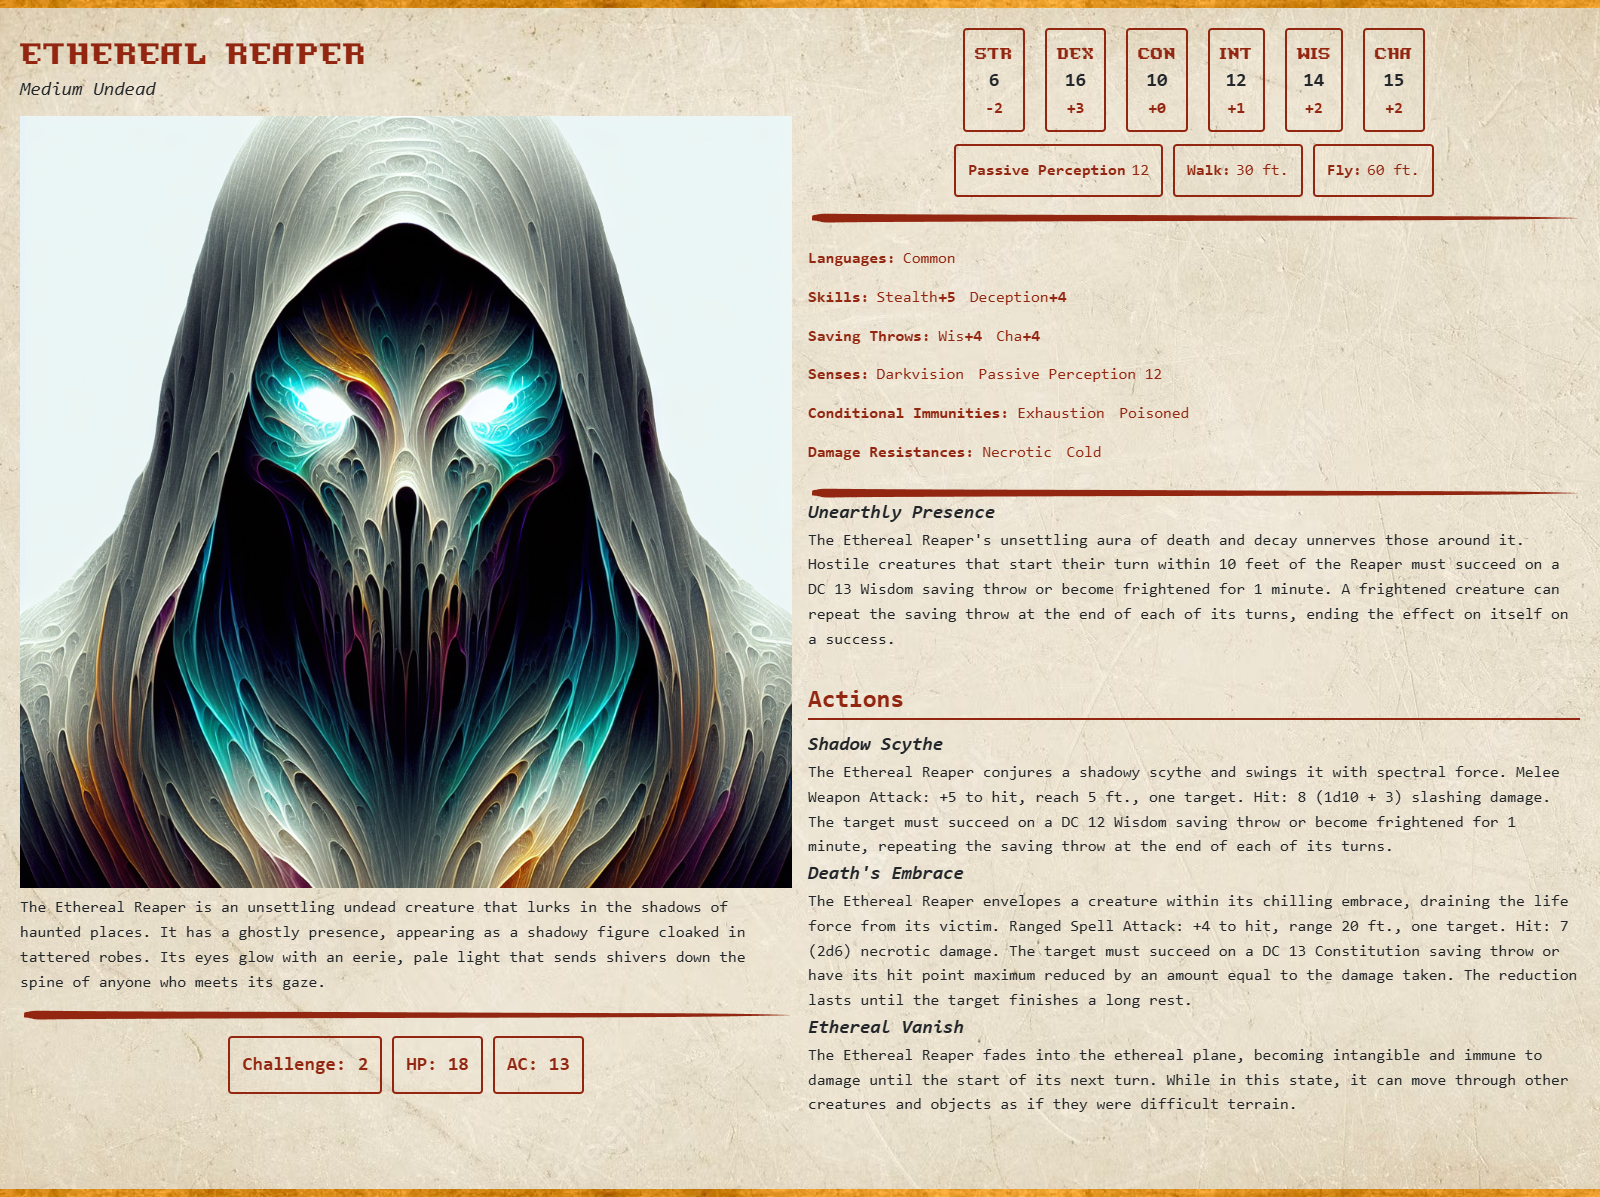 ETHEREAL REAPER
Medium Undead
The Ethereal Reaper is an unsettling undead creature that lurks in the shadows of
haunted places. It has a ghostly presence, appearing as a shadowy figure cloaked in
tattered robes. Its eyes glow with an eerie, pale light that sends shivers down the
spine of anyone who meets its gaze.
Challenge: 2 HP: 18 AC: 13
STR DEX CON INT WIS CHA
6 16 10 12 14 15
-2 +3 +0 +1 +2 +2
Passive Perception 12 Walk: 30 ft. Fly: 60 ft.
Languages: Common
Skills: Stealth+5 Deception+4
Saving Throws: Wis+4 Cha+4
Senses: Darkvision Passive Perception 12
Conditional Immunities: Exhaustion Poisoned
Damage Resistances: Necrotic Cold
Unearthly Presence
The Ethereal Reaper's unsettling aura of death and decay unnerves those around it.
Hostile creatures that start their turn within 10 feet of the Reaper must succeed on a
DC 13 Wisdom saving throw or become frightened for 1 minute. A frightened creature can
repeat the saving throw at the end of each of its turns, ending the effect on itself on
a success.
Actions
Shadow Scythe
The Ethereal Reaper conjures a shadowy scythe and swings it with spectral force. Melee
Weapon Attack: +5 to hit, reach 5 ft., one target. Hit: 8 (1d10 + 3) slashing damage.
The target must succeed on a DC 12 Wisdom saving throw or become frightened for 1
minute, repeating the saving throw at the end of each of its turns.
Death's Embrace
The Ethereal Reaper envelopes a creature within its chilling embrace, draining the life
force from its victim. Ranged Spell Attack: +4 to hit, range 20 ft., one target. Hit: 7
(2d6) necrotic damage. The target must succeed on a DC 13 Constitution saving throw or
have its hit point maximum reduced by an amount equal to the damage taken. The reduction
lasts until the target finishes a long rest.
Ethereal Vanish
The Ethereal Reaper fades into the ethereal plane, becoming intangible and immune to
damage until the start of its next turn. While in this state, it can move through other
creatures and objects as if they were difficult terrain.